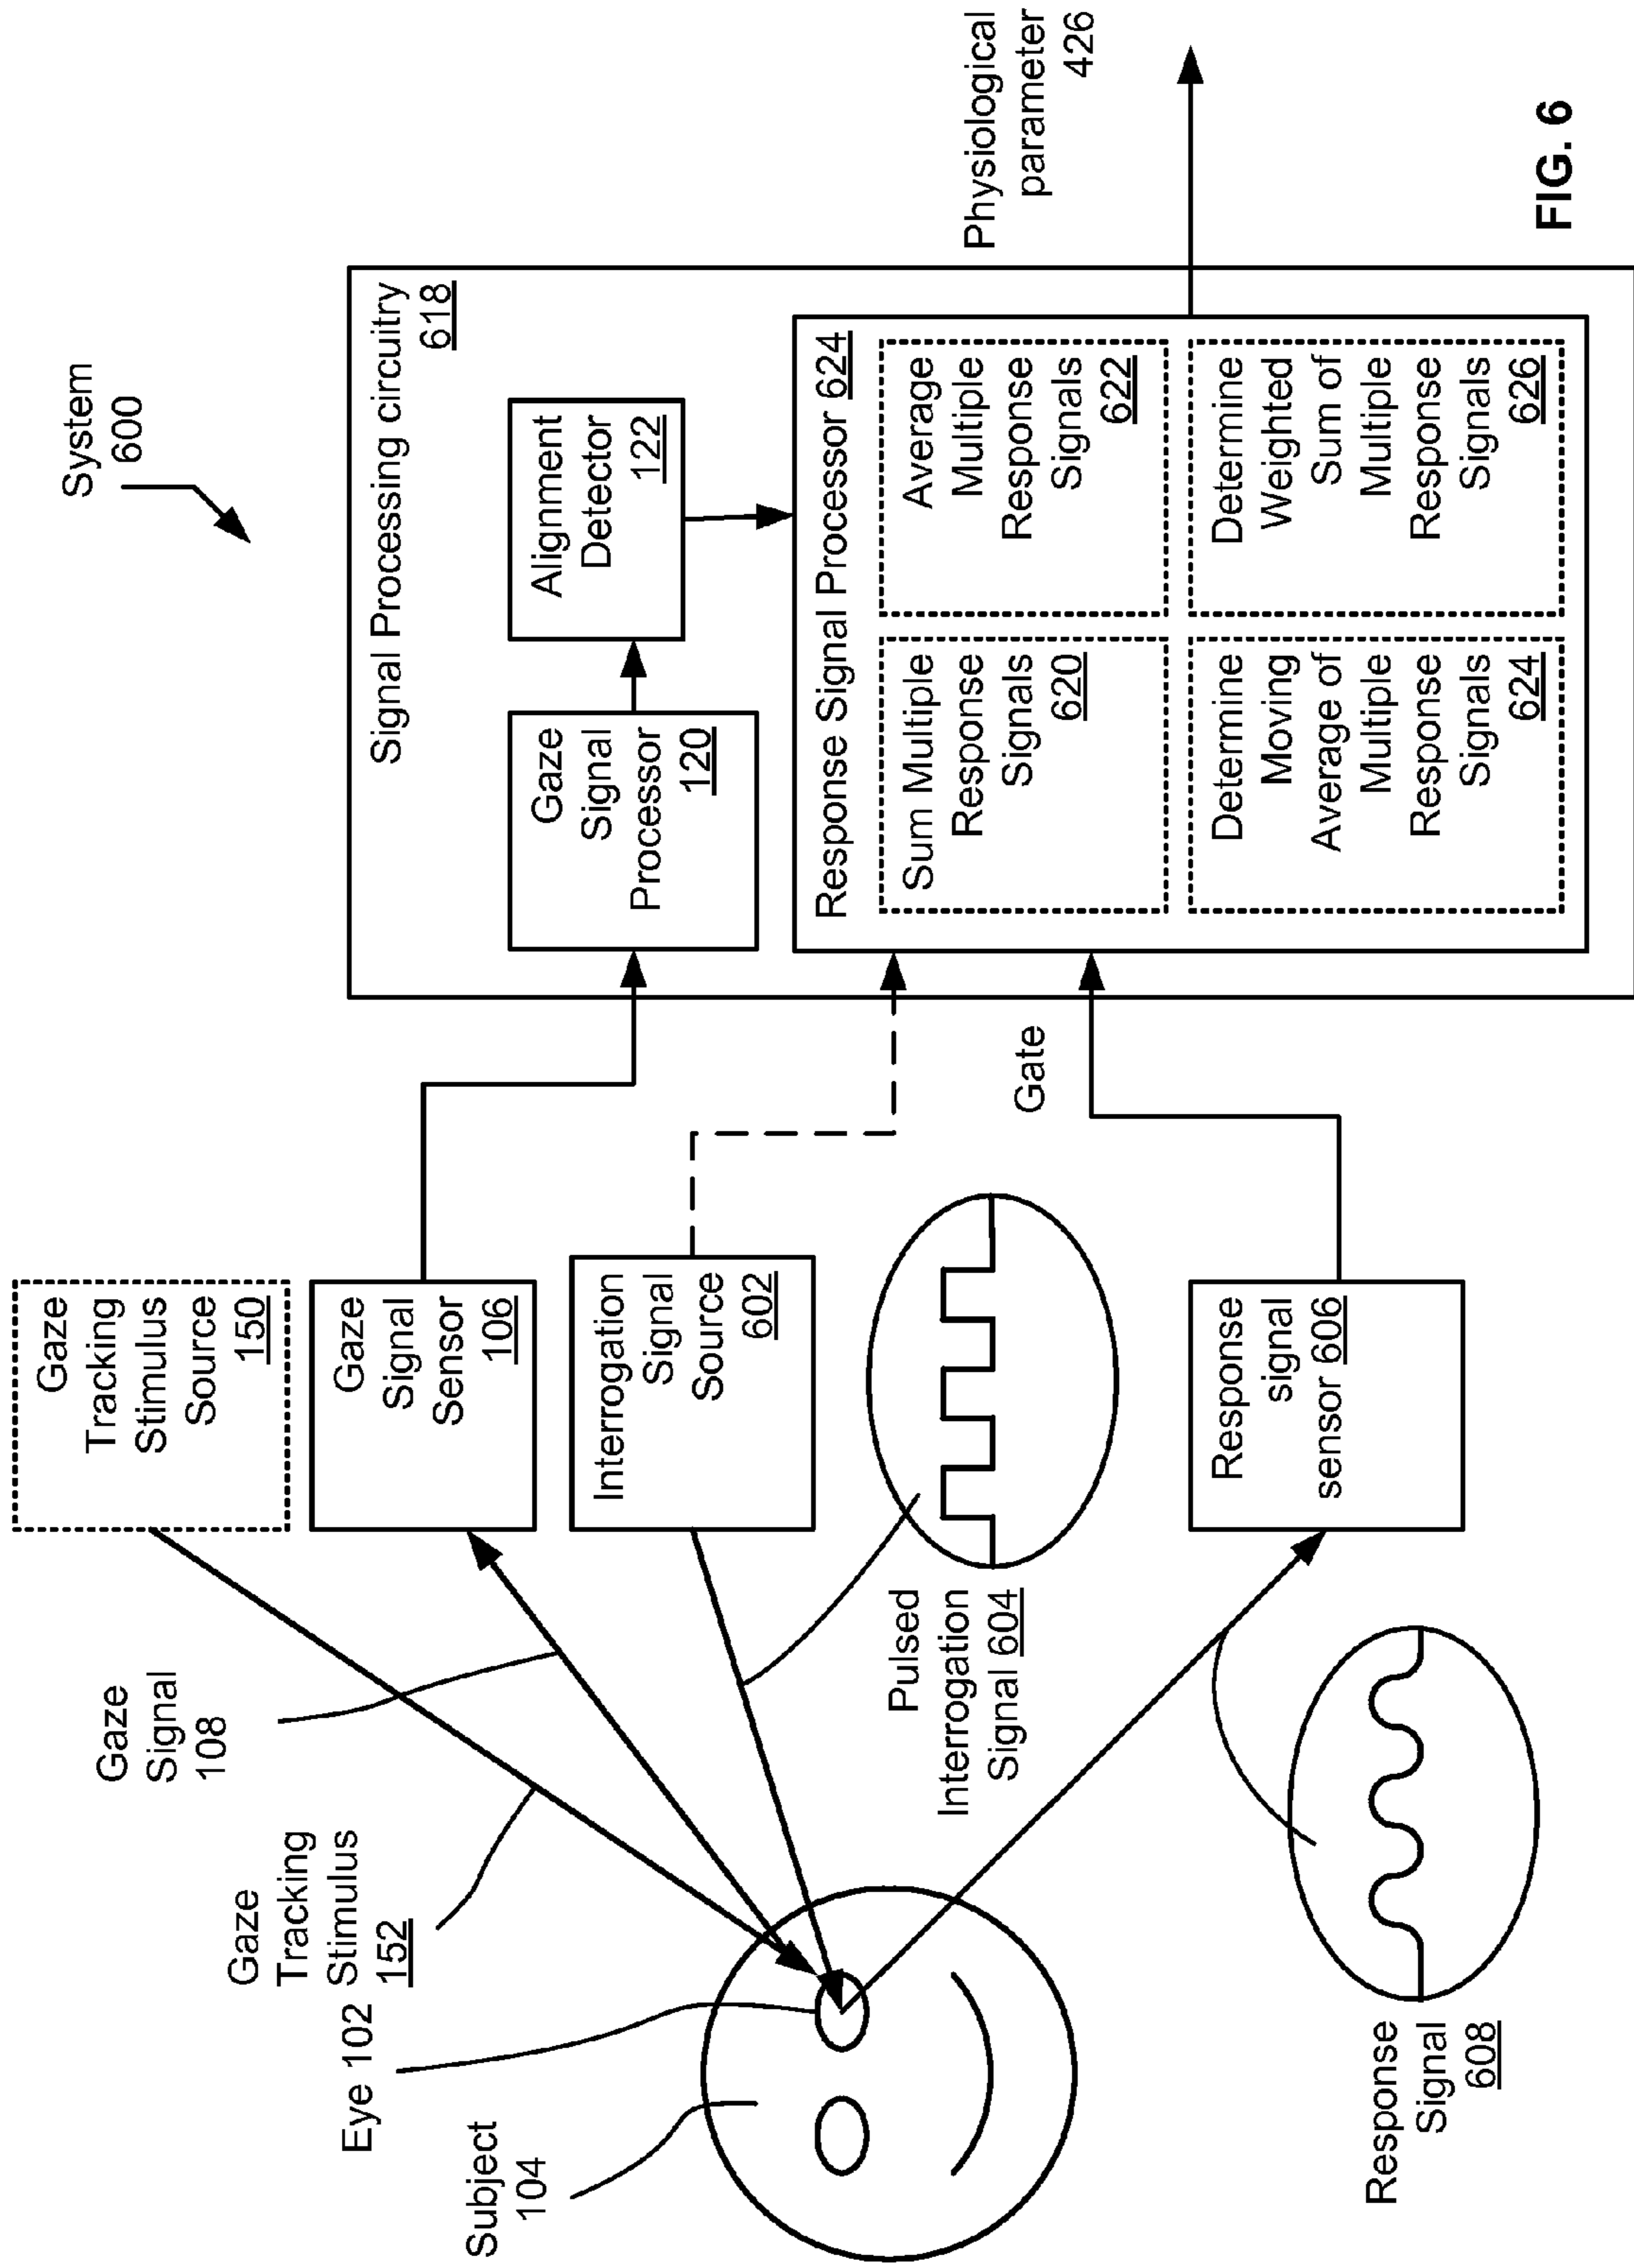 System
600
Gaze
Tracking
Stimulus
Source
150
Gaze
Signal
Sensor
106
Interrogation
Signal
Source
602
Gaze
Signal
108
Gaze
Tracking
Stimulus
152
Eye 102
Subject
104
Pulsed
Interrogation
Signal 604
Response
signal
sensor 606
Response
Signal
608
Gate
Signal Processing circuitry
618
Gaze
Signal
Processor
120
Alignment
Detector
122
Response Signal Processor 624
Sum Multiple
Response
Signals
620
Average
Multiple
Response
Signals
622
Determine
Moving
Average of
Multiple
Response
Signals
624
Determine
Weighted
Sum of
Multiple
Response
Signals
626
Physiological
parameter
426
FIG. 6